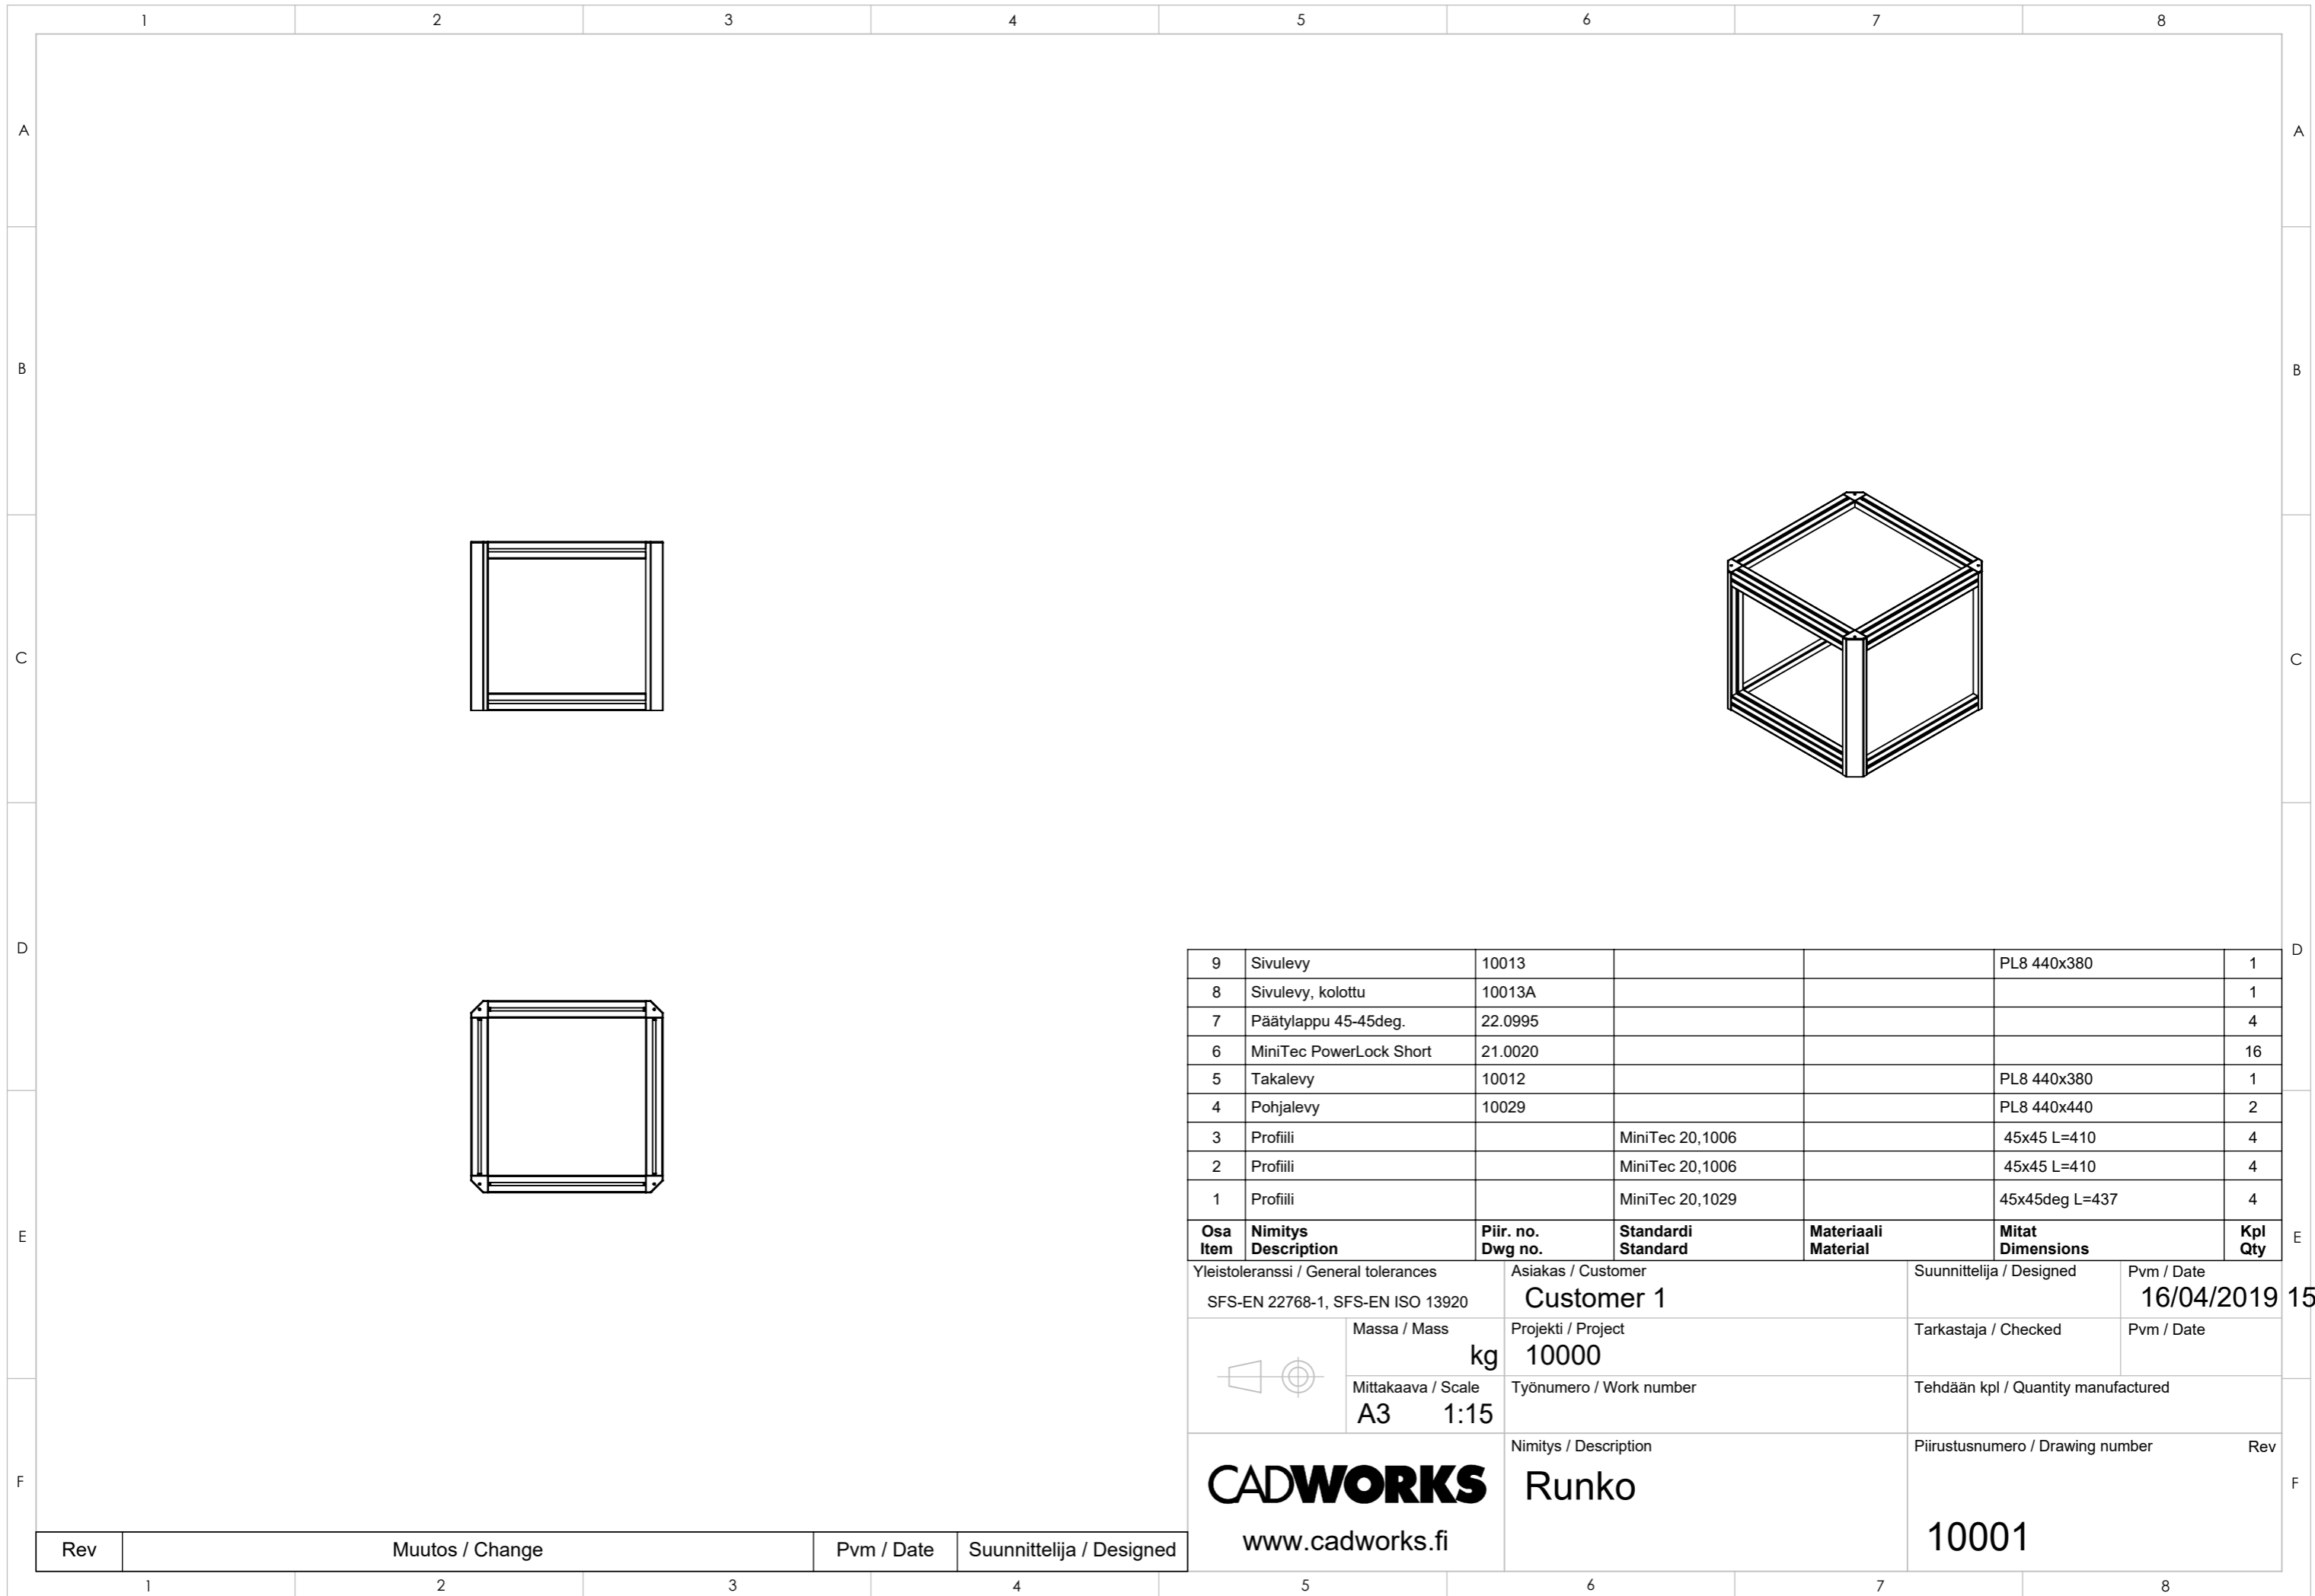 1 2 3 4 5 6 7 8
A A
B B
C C
D D
9 Sivulevy 10013 PL8 440x380 1
8 Sivulevy, kolottu 10013A 1
7 Päätylappu 45-45deg. 22.0995 4
6 MiniTec PowerLock Short 21.0020 16
5 Takalevy 10012 PL8 440x380 1
4 Pohjalevy 10029 PL8 440x440 2
3 Profiili MiniTec 20,1006 45x45 L=410 4
2 Profiili MiniTec 20,1006 45x45 L=410 4
1 Profiili MiniTec 20,1029 45x45deg L=437 4
E E
Osa Nimitys Piir. no. Standardi Materiaali Mitat Kpl
Item Description Dwg no. Standard Material Dimensions Qty
Yleistoleranssi / General tolerances
SFS-EN 22768-1, SFS-EN ISO 13920
Asiakas / Customer
Customer 1
Suunnittelija / Designed
Pvm / Date
16/04/2019 15
Massa / Mass
kg
Projekti / Project
10000
Tarkastaja / Checked
Pvm / Date
Mittakaava / Scale
A3 1:15
Työnumero / Work number
Tehdään kpl / Quantity manufactured
F F
CADWORKS
www.cadworks.fi
Nimitys / Description
Runko
Piirustusnumero / Drawing number Rev
10001
Rev Muutos / Change Pvm / Date Suunnittelija / Designed
1 2 3 4 5 6 7 8